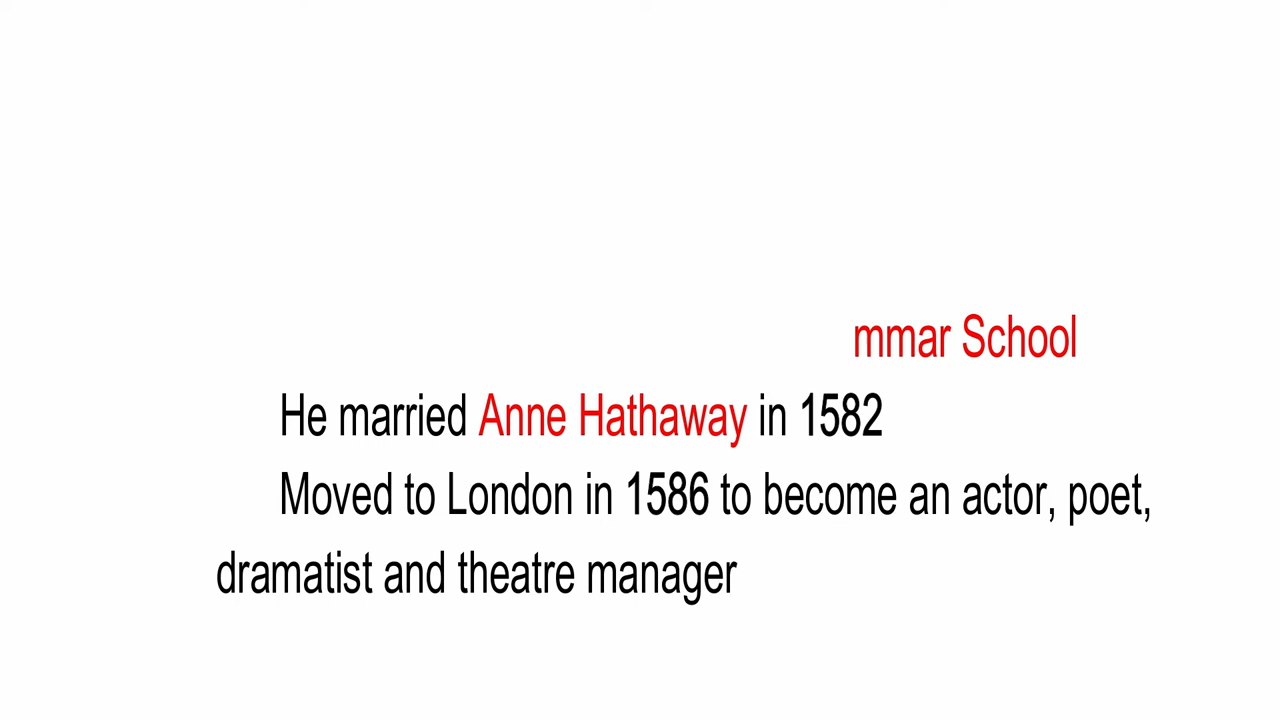 mmar School
He married Anne Hathaway in 1582
Moved to London in 1586 to become an actor, poet,
dramatist and theatre manager